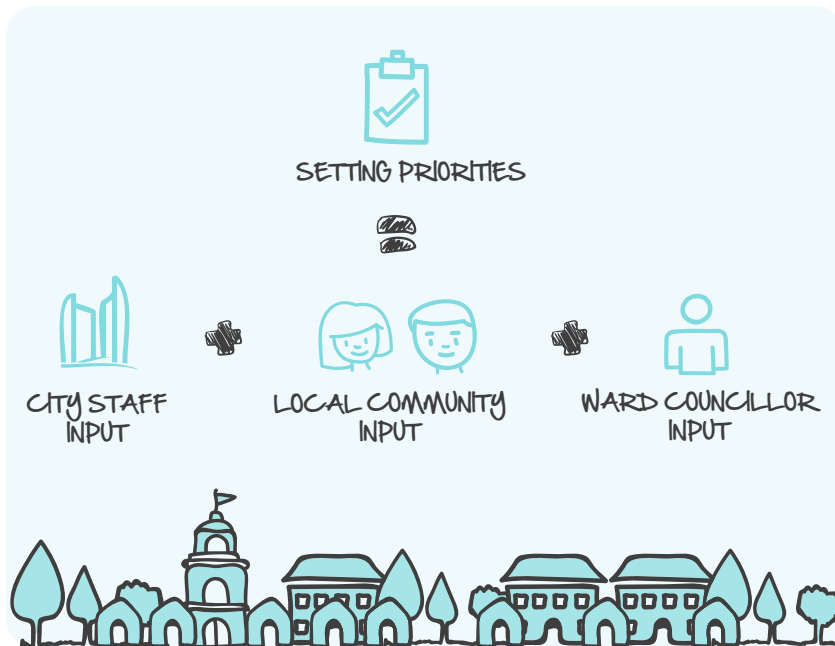 SETTING PRIORITIES
CITY STAFF
INPUT
LOCAL COMMUNITY
INPUT
WARD COUNCILLOR
INPUT